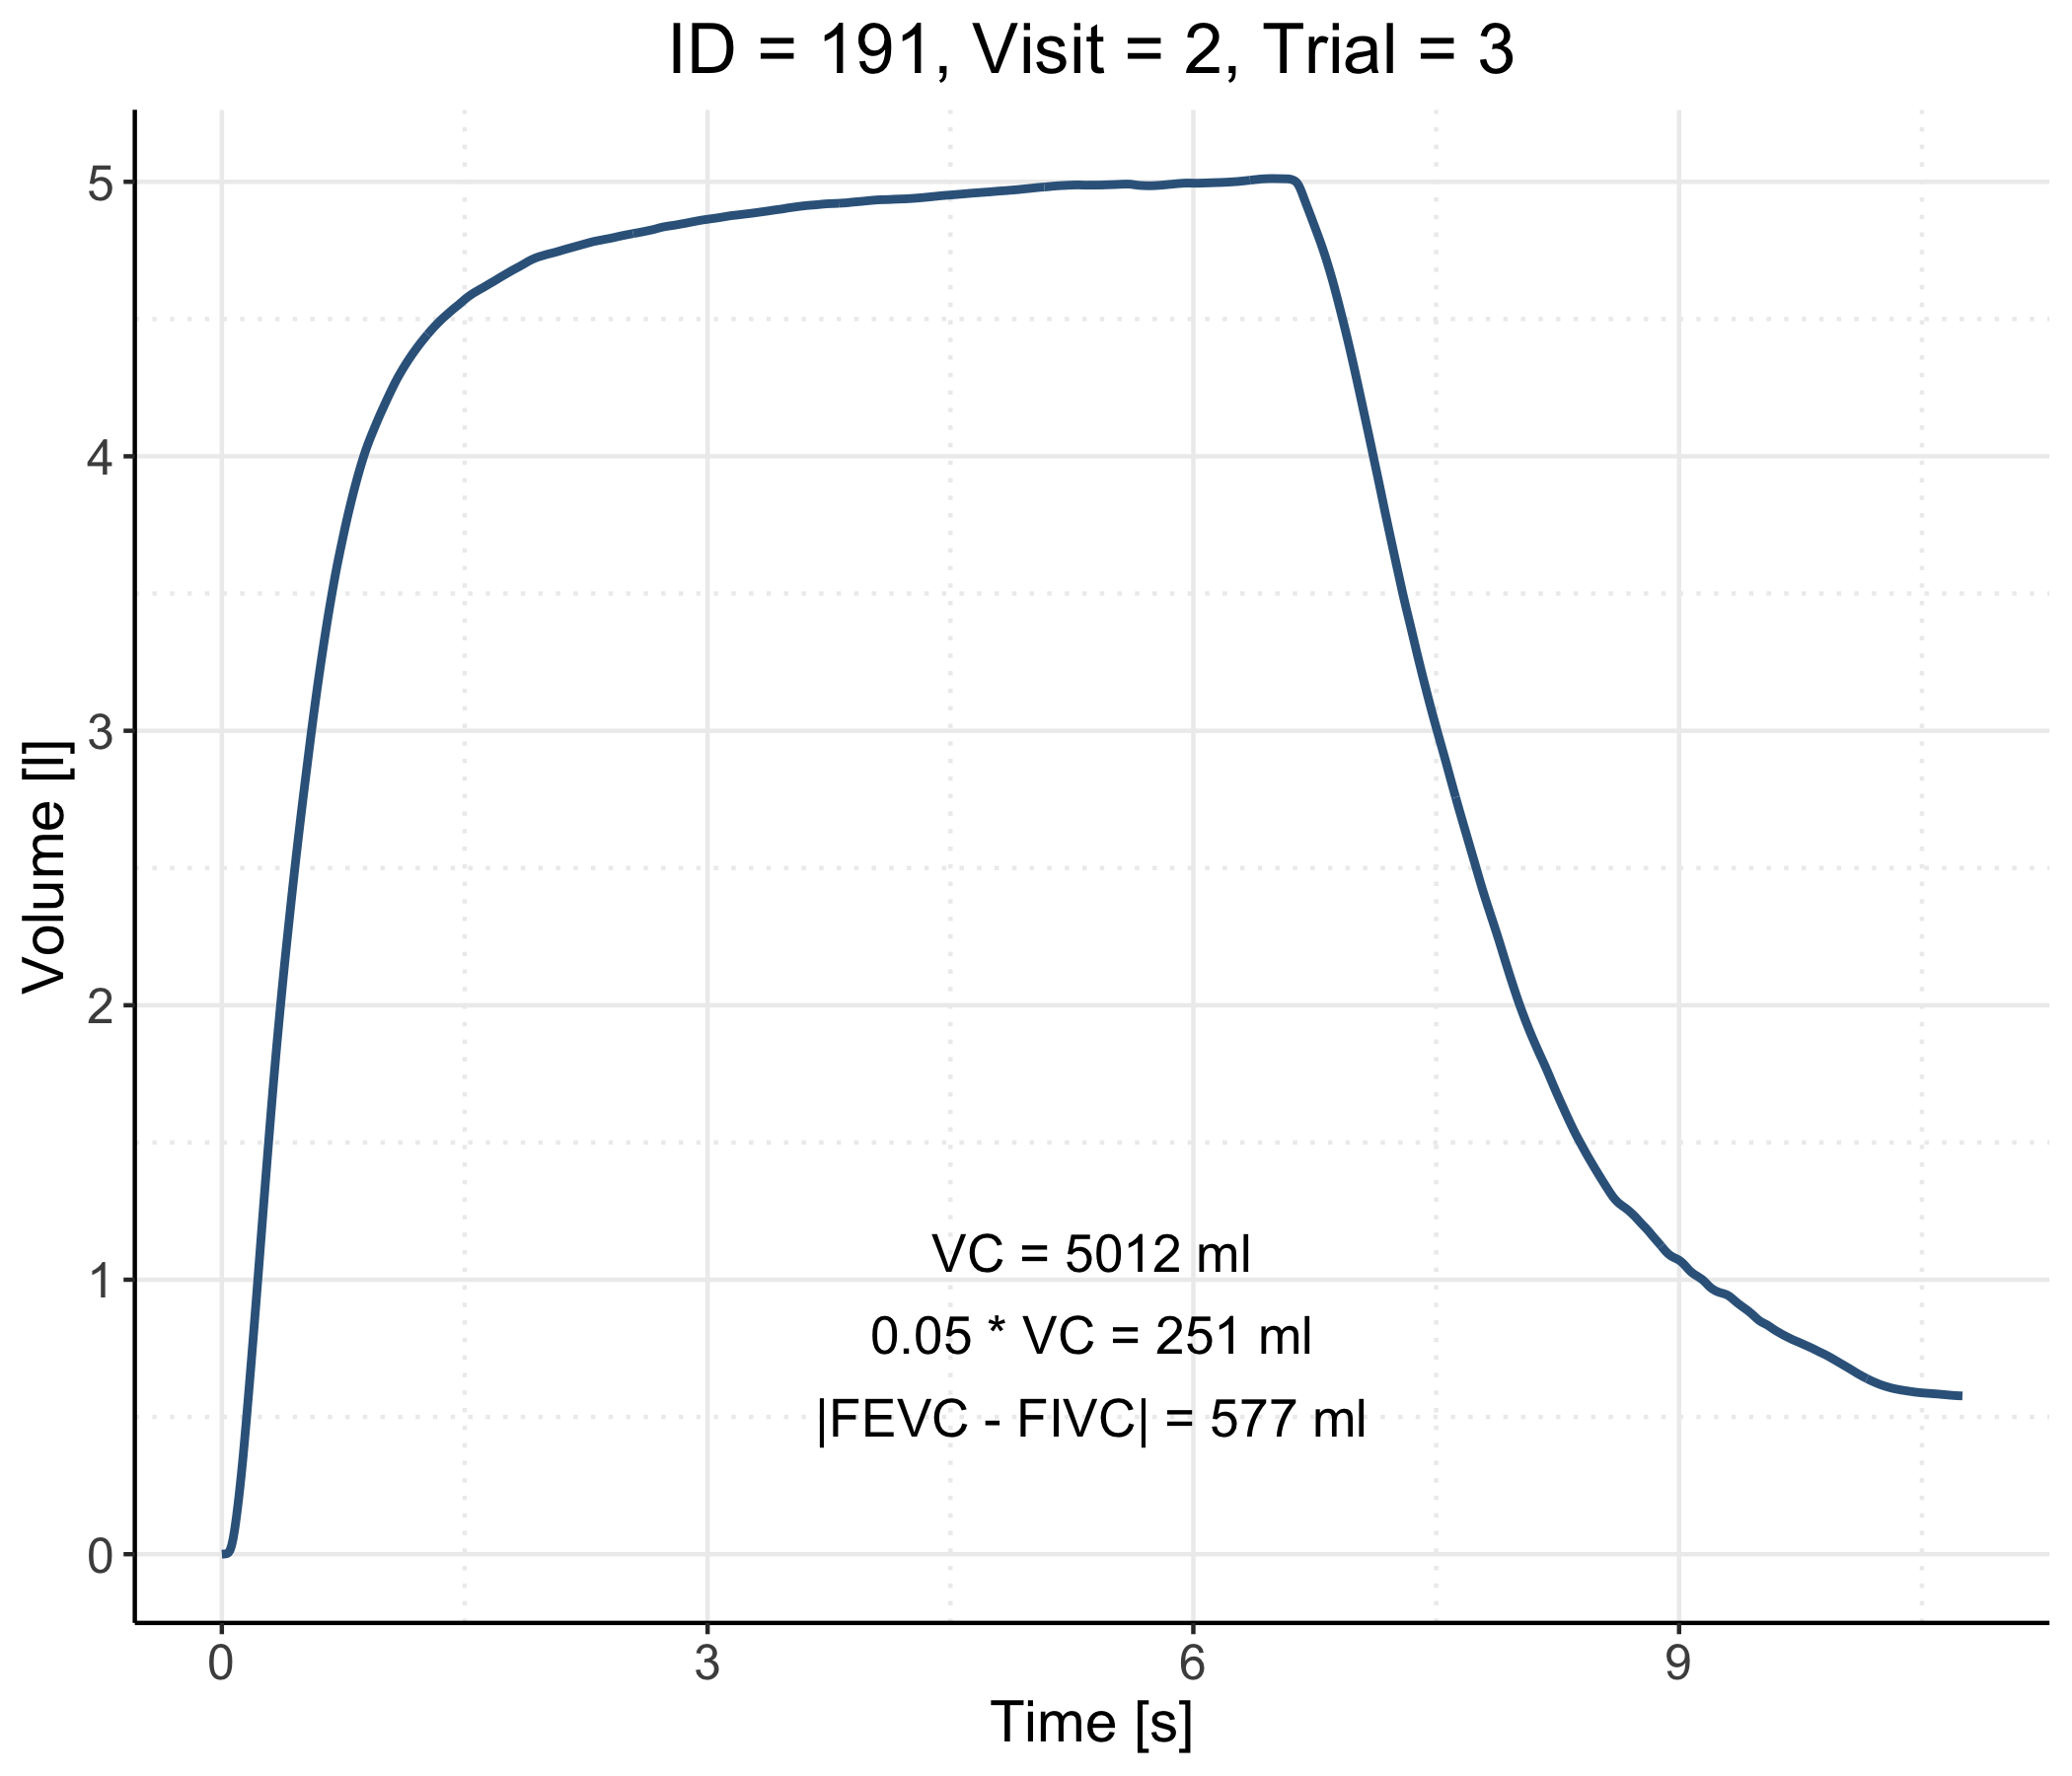 ID = 191, Visit = 2, Trial = 3
5
4
3
2
1
0
Volume [l]
VC = 5012 ml
0.05 * VC = 251 ml
|FEVC - FIVC| = 577 ml
0 3 6 9
Time [s]